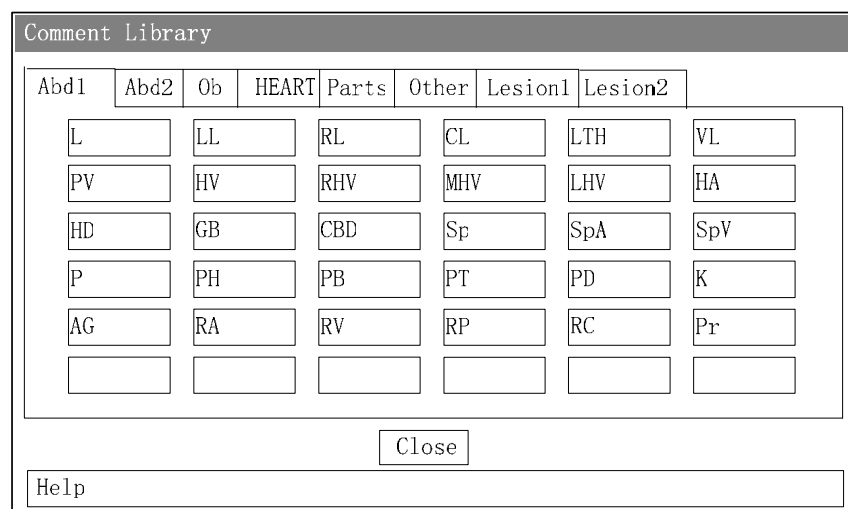 Comment Library
Abd1 Abd2 Ob HEART Parts Other Lesion1 Lesion2
L LL RL CL LTH VL
PV HV RHV MHV LHV HA
HD GB CBD Sp SpA SpV
P PH PB PT PD K
AG RA RV RP RC Pr
Close
Help